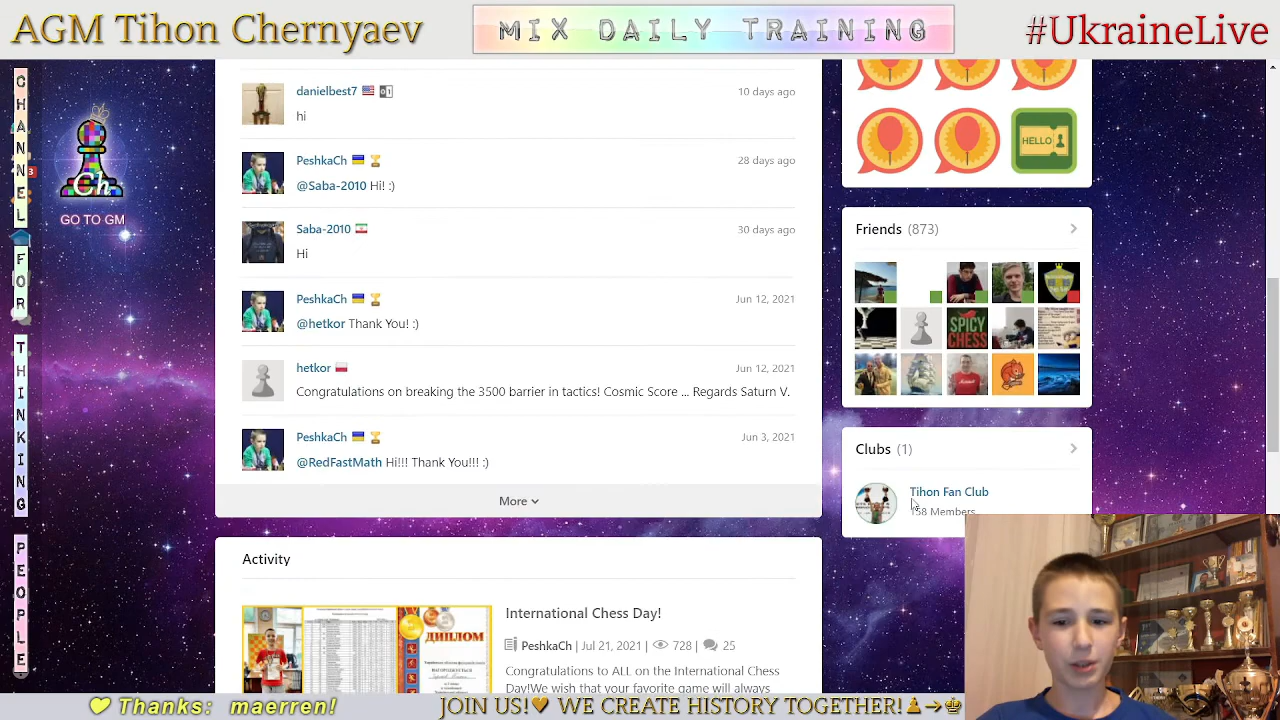 AGM Tihon Chernyaev
MIX DAILY TRAINING
#UkraineLive
CHANNEL FOR THINKING PEOPLE
Ch
GO TO GM
3
danielbest7
10 days ago
hi
PeshkaCh
28 days ago
@Saba-2010 Hi! :)
Saba-2010
30 days ago
Hi
PeshkaCh
Jun 12, 2021
@hetkor Thank You! :)
hetkor
Jun 12, 2021
gratulations on breaking the 3500 barrier in tactics! Cosmic Score ... Regards Saturn V.
PeshkaCh
Jun 3, 2021
@RedFastMath Hi!!! Thank You!!! :)
More
Activity
ДИПЛОМ
International Chess Day!
PeshkaCh | Jul 21, 2021 | 728 | 25
Congratulations to ALL on the International Chess
Day!We wish that your favorite game will always
HELLO
Friends (873)
SPICY
CHESS
Clubs (1)
Tihon Fan Club
158 Members
Thanks: maerren!
JOIN US! WE CREATE HISTORY TOGETHER!